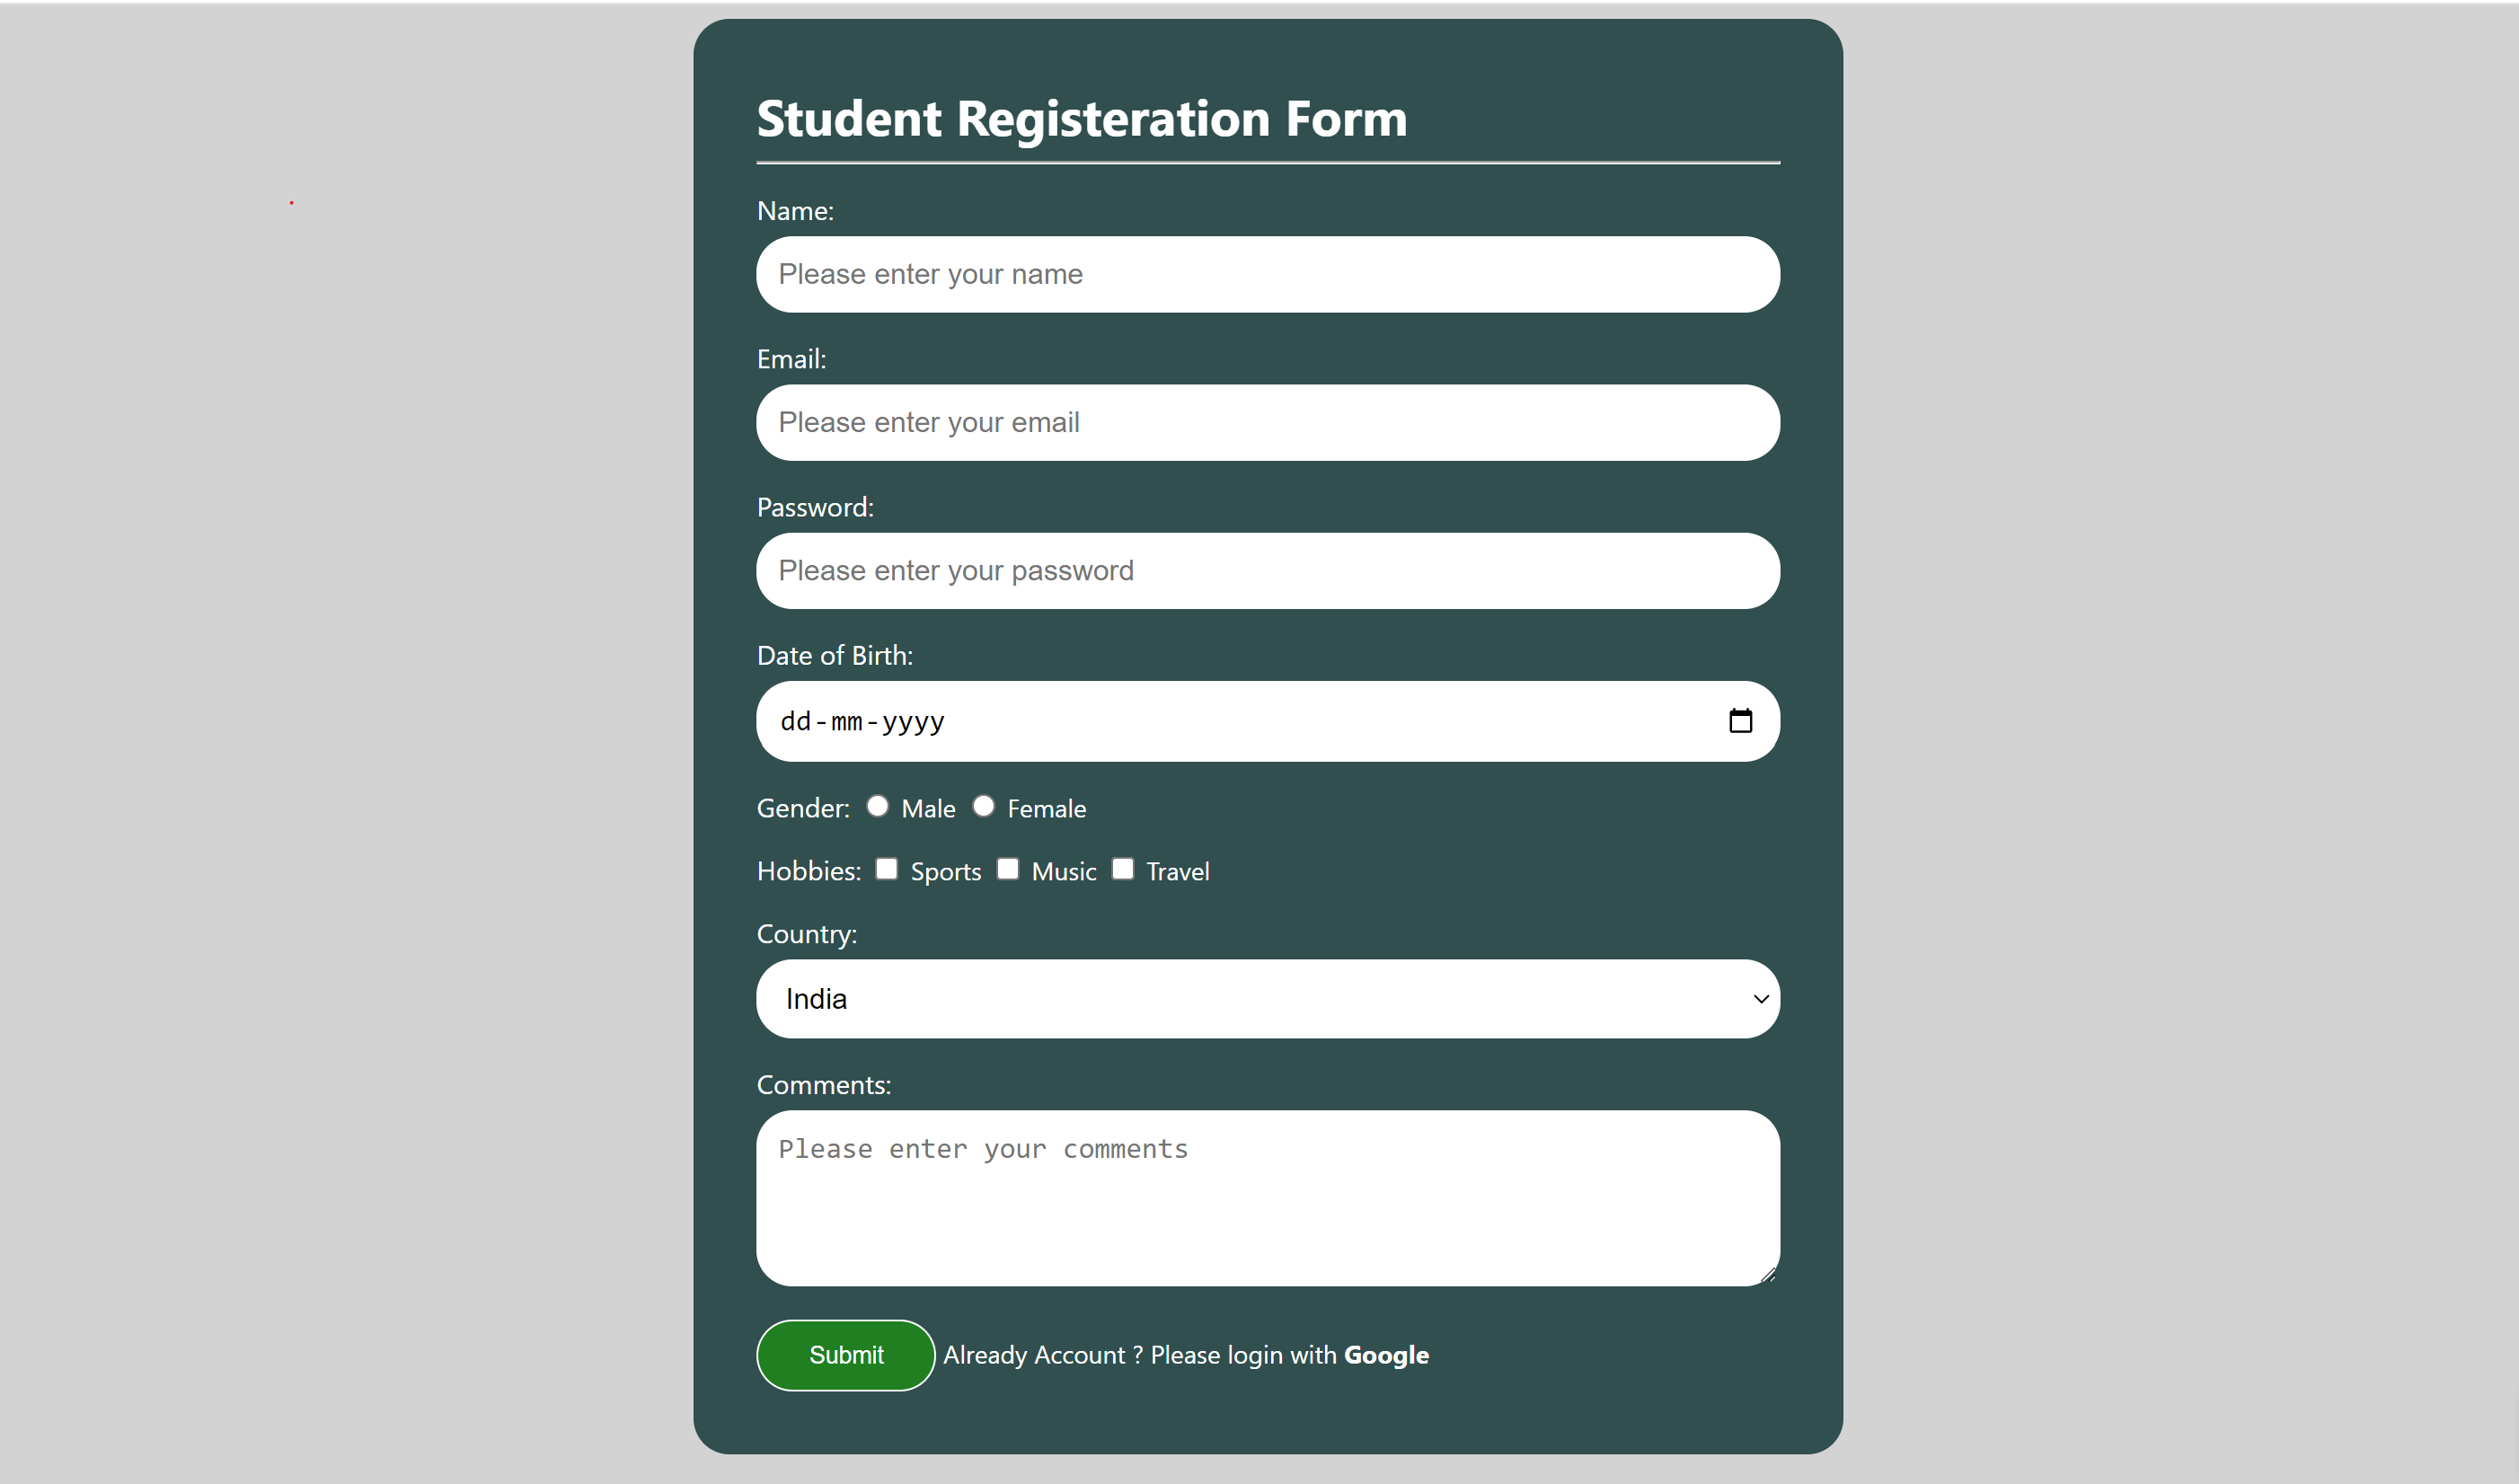 Student Registeration Form
Name:
Please enter your name
Email:
Please enter your email
Password:
Please enter your password
Date of Birth:
dd-mm-yyyy
Gender: Male Female
Hobbies: Sports Music Travel
Country:
India
Comments:
Please enter your comments
Submit Already Account ? Please login with Google